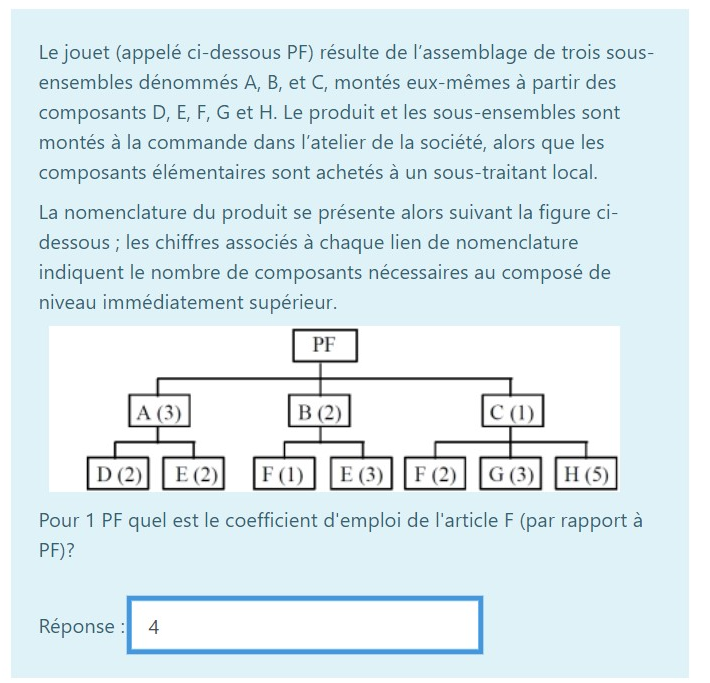 Le jouet (appelé ci-dessous PF) résulte de l'assemblage de trois sous-
ensembles dénommés A, B, et C, montés eux-mêmes à partir des
composants D, E, F, G et H. Le produit et les sous-ensembles sont
montés à la commande dans l'atelier de la société, alors que les
composants élémentaires sont achetés à un sous-traitant local.
La nomenclature du produit se présente alors suivant la figure ci-
dessous ; les chiffres associés à chaque lien de nomenclature
indiquent le nombre de composants nécessaires au composé de
niveau immédiatement supérieur.
PF
A (3) B (2) C (1)
D (2) E (2) F (1) E (3) F (2) G (3) H (5)
Pour 1 PF quel est le coefficient d'emploi de l'article F (par rapport à
PF)?
Réponse : 4